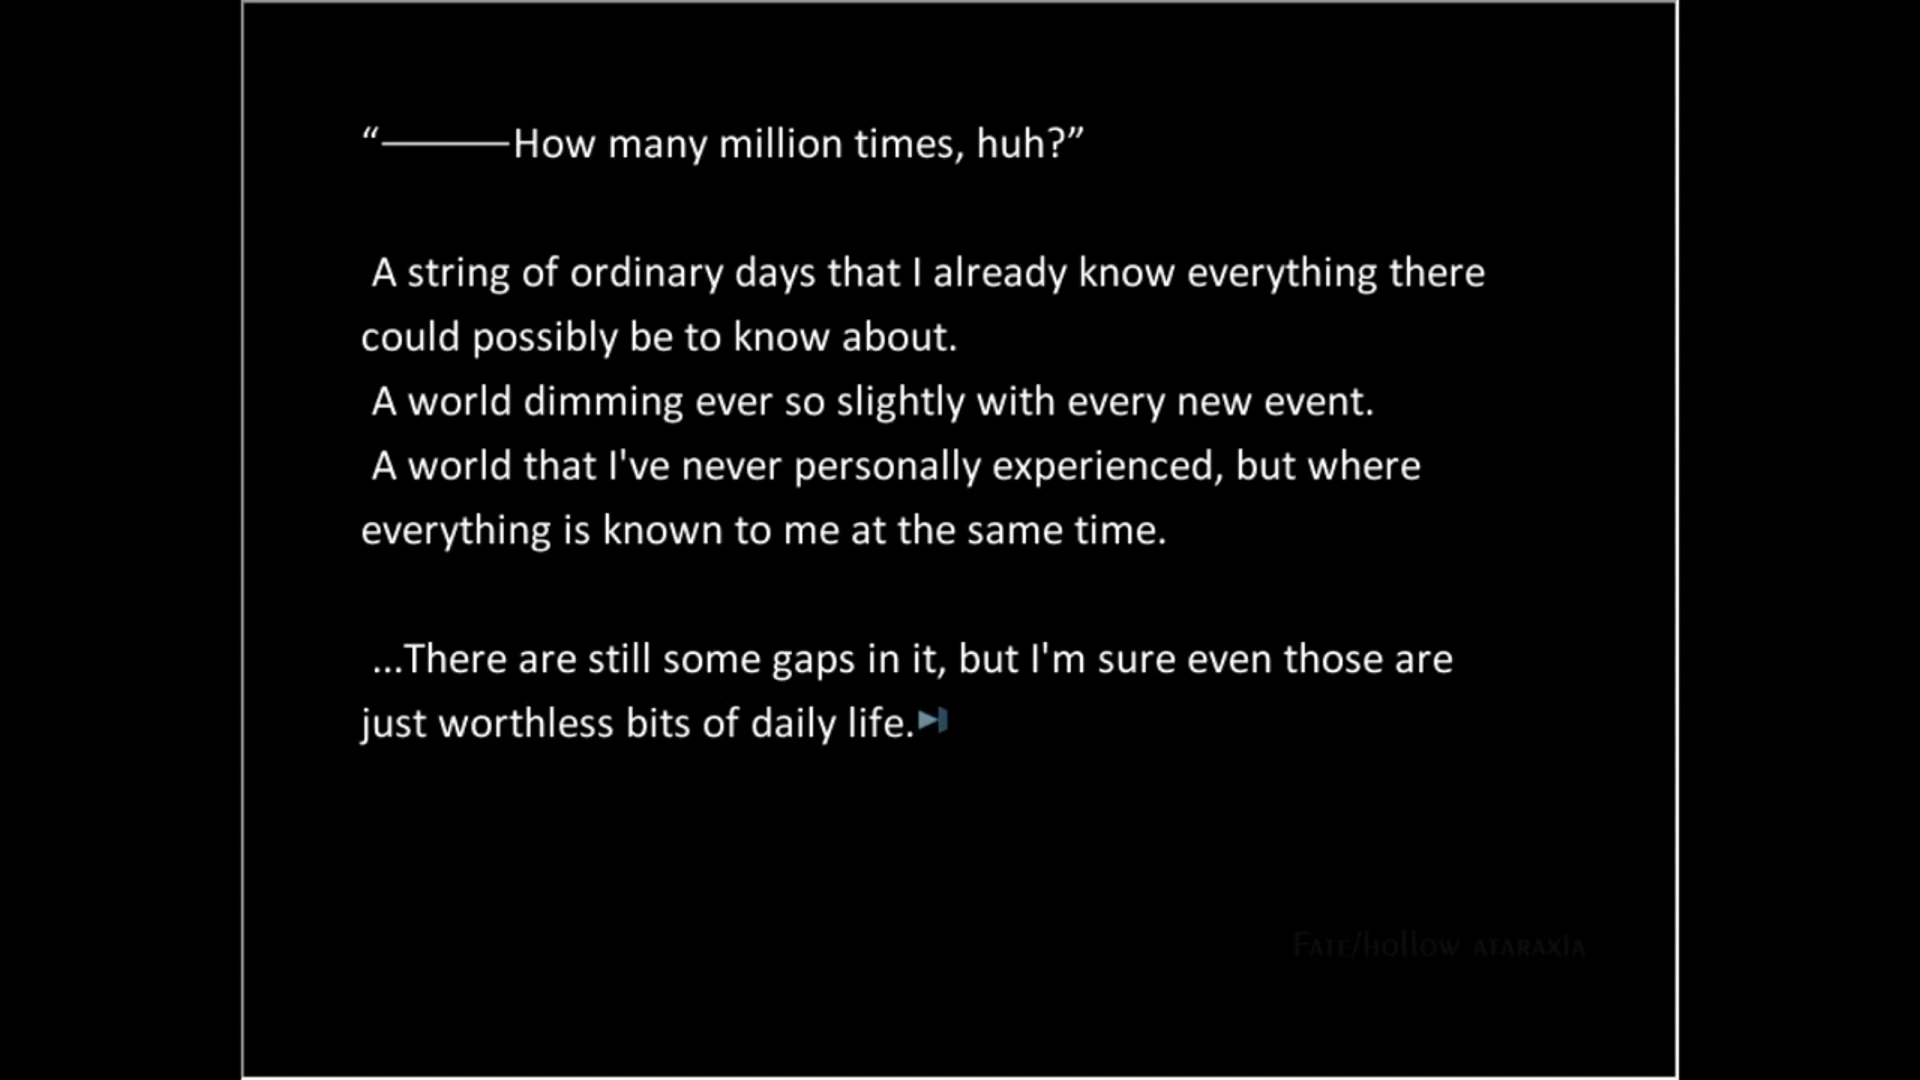 “―――How many million times, huh?”
A string of ordinary days that I already know everything there
could possibly be to know about.
A world dimming ever so slightly with every new event.
A world that I've never personally experienced, but where
everything is known to me at the same time.
...There are still some gaps in it, but I'm sure even those are
just worthless bits of daily life.
Fate/hollow ataraxia